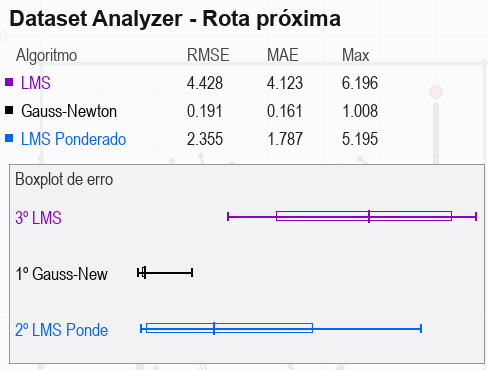 Dataset Analyzer - Rota próxima
Algoritmo RMSE MAE Max
LMS 4.428 4.123 6.196
Gauss-Newton 0.191 0.161 1.008
LMS Ponderado 2.355 1.787 5.195
Boxplot de erro
3º LMS
1º Gauss-New
2º LMS Ponde